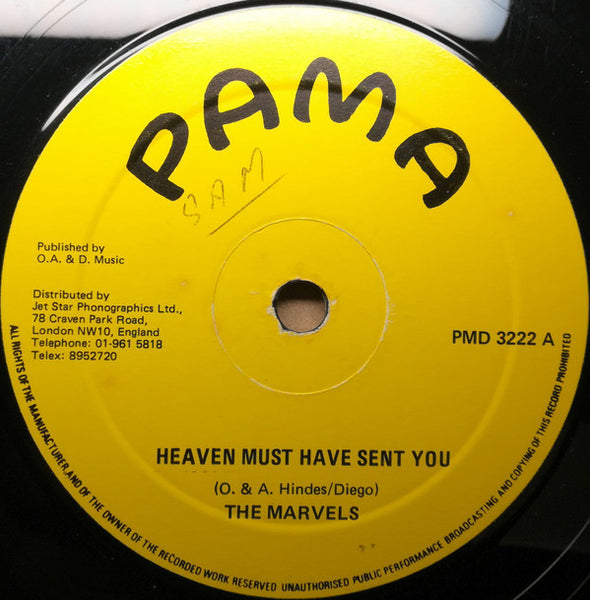 PAMA
SAM
Published by
O.A. & D. Music
Distributed by
Jet Star Phonographics Ltd.,
78 Craven Park Road,
London NW10, England
Telephone: 01-961 5818
Telex: 8952720
PMD 3222 A
HEAVEN MUST HAVE SENT YOU
(O. & A. Hindes/Diego)
THE MARVELS
ALL RIGHTS OF THE MANUFACTURER, AND OF THE OWNER OF THE RECORDED WORK RESERVED UNAUTHORISED PUBLIC PERFORMANCE BROADCASTING AND COPYING OF THIS RECORD PROHIBITED